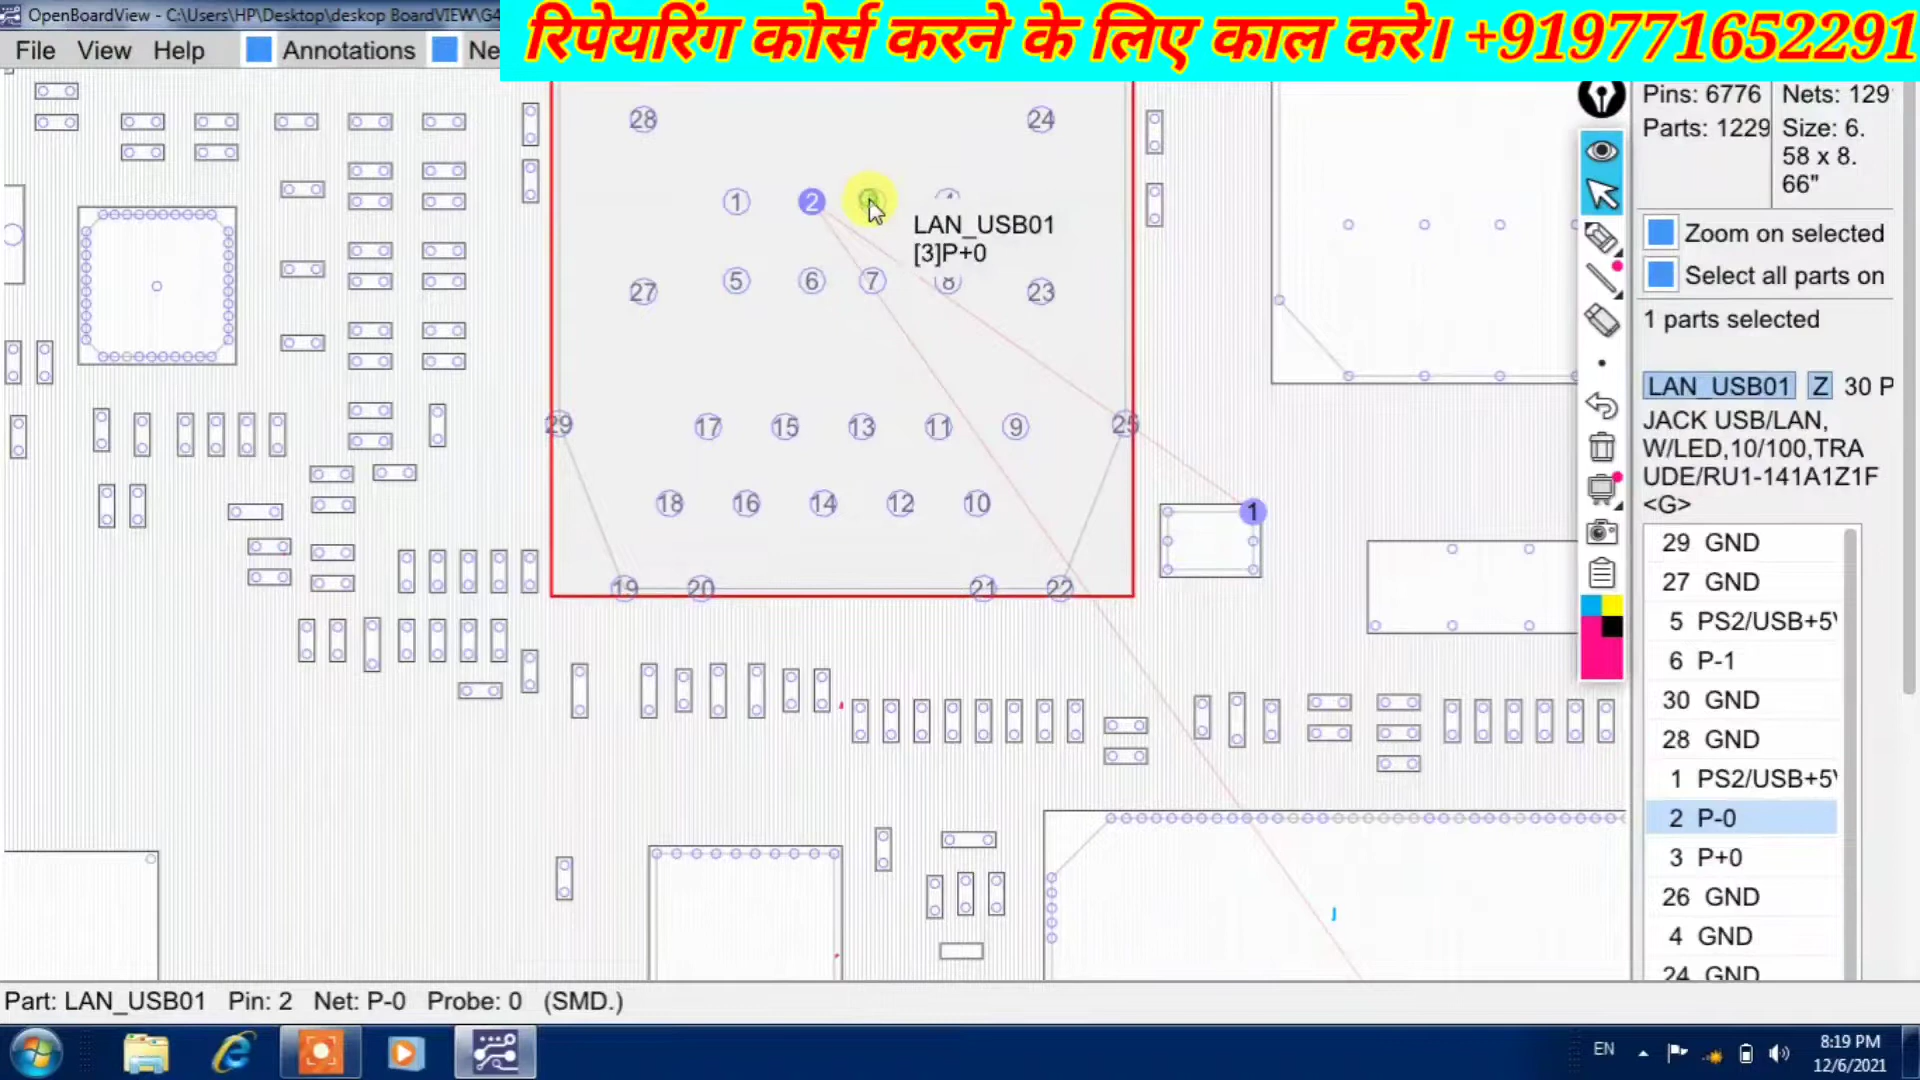 OpenBoardView - C:\Users\HP\Desktop\deskop BoardVIEW\G4
रिपेयरिंग कोर्स करने के लिए काल करे। +919771652291
File View Help Annotations Ne
Pins: 6776 Nets: 129
Parts: 1229 Size: 6.
58 x 8.
66"
Zoom on selected
Select all parts on
1 parts selected
LAN_USB01 Z 30 P
JACK USB/LAN,
W/LED,10/100,TRA
UDE/RU1-141A1Z1F
<G>
29 GND
27 GND
5 PS2/USB+5V
6 P-1
30 GND
28 GND
1 PS2/USB+5V
2 P-0
3 P+0
26 GND
4 GND
24 GND
28 24
1 2
LAN_USB01
[3]P+0
27 5 6 7 8 23
29 17 15 13 11 9 25
18 16 14 12 10
1
19 20 21 22
Part: LAN_USB01 Pin: 2 Net: P-0 Probe: 0 (SMD.)
EN
8:19 PM
12/6/2021